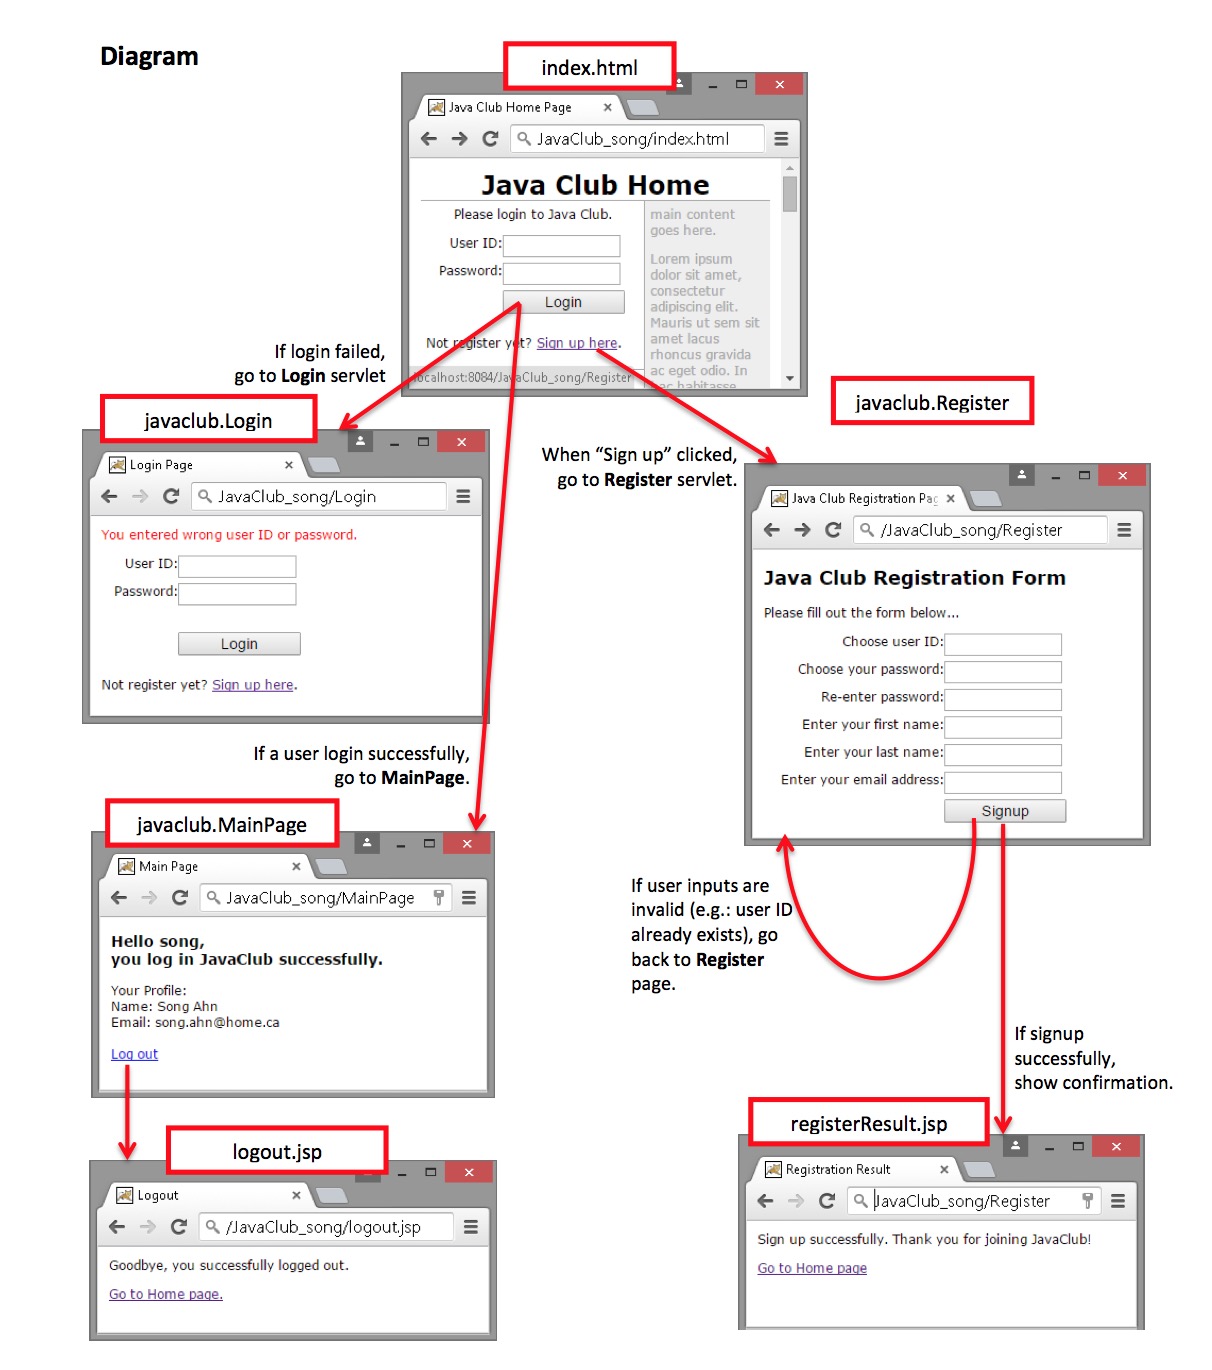 Diagram
index.html
Java Club Home Page
JavaClub_song/index.html
Java Club Home
Please login to Java Club.
User ID:
Password:
Login
Not register yet? Sign up here.
localhost:8084/JavaClub_song/Register
main content
goes here.
Lorem ipsum
dolor sit amet,
consectetur
adipiscing elit.
Mauris ut sem sit
amet lacus
rhoncus gravida
ac eget odio. In
hac habitasse
If login failed,
go to Login servlet
javaclub.Login
Login Page
JavaClub_song/Login
You entered wrong user ID or password.
User ID:
Password:
Login
Not register yet? Sign up here.
When “Sign up” clicked,
go to Register servlet.
javaclub.Register
Java Club Registration Pag
/JavaClub_song/Register
Java Club Registration Form
Please fill out the form below...
Choose user ID:
Choose your password:
Re-enter password:
Enter your first name:
Enter your last name:
Enter your email address:
Signup
If a user login successfully,
go to MainPage.
javaclub.MainPage
Main Page
JavaClub_song/MainPage
Hello song,
you log in JavaClub successfully.
Your Profile:
Name: Song Ahn
Email: song.ahn@home.ca
Log out
If user inputs are
invalid (e.g.: user ID
already exists), go
back to Register
page.
If signup
successfully,
show confirmation.
logout.jsp
Logout
/JavaClub_song/logout.jsp
Goodbye, you successfully logged out.
Go to Home page.
registerResult.jsp
Registration Result
JavaClub_song/Register
Sign up successfully. Thank you for joining JavaClub!
Go to Home page